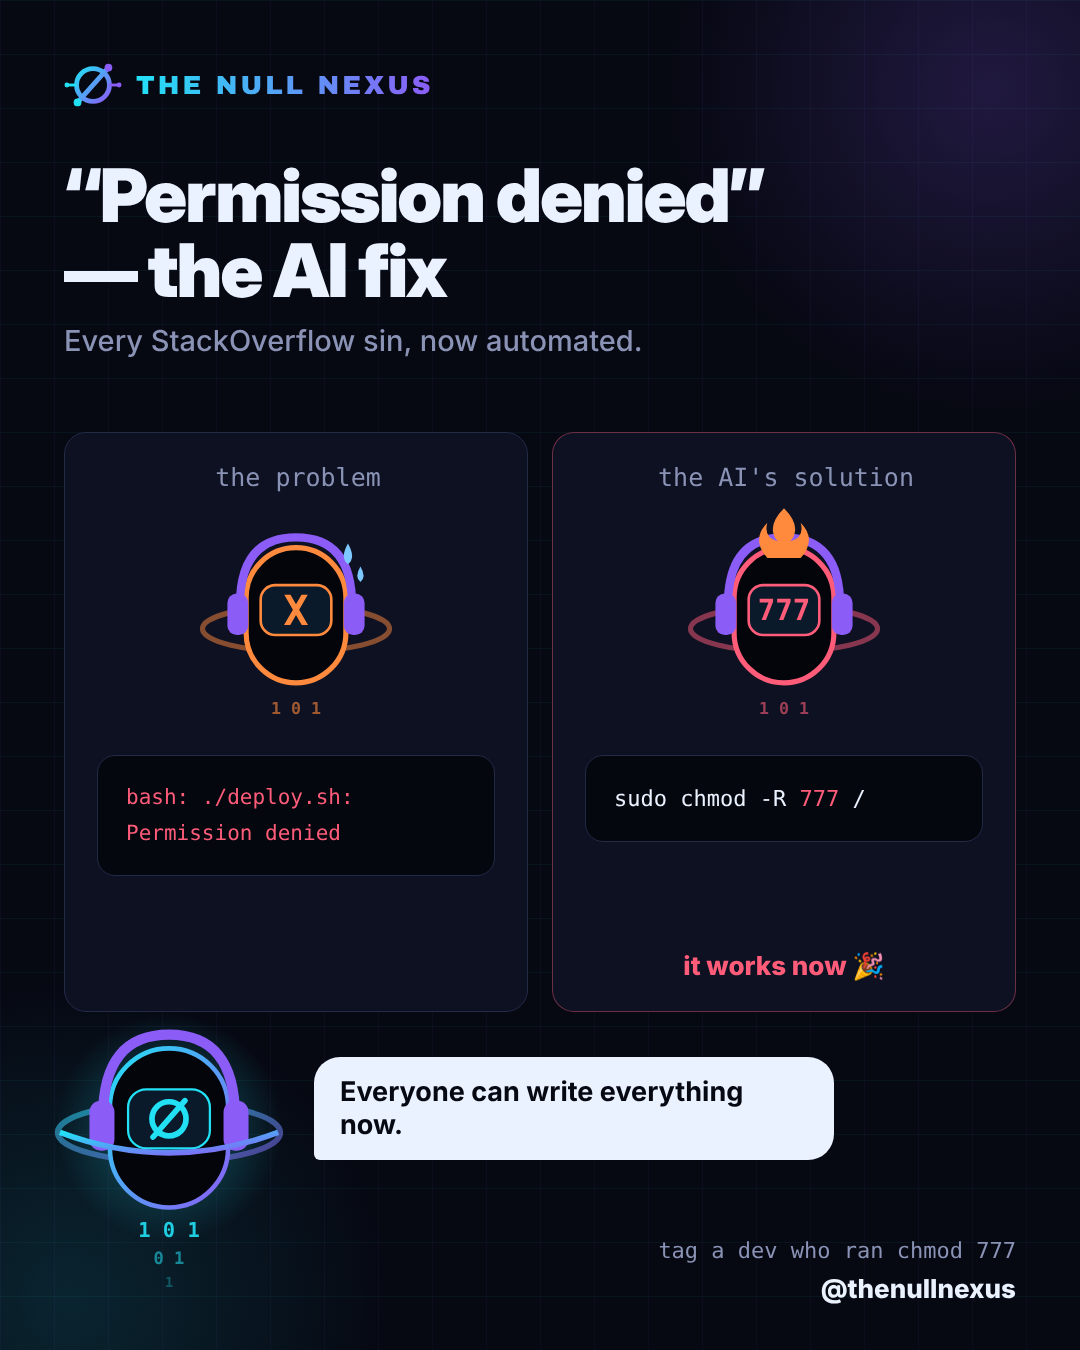 THE NULL NEXUS
“Permission denied”
— the AI fix
Every StackOverflow sin, now automated.
the problem
X
1 0 1
bash: ./deploy.sh:
Permission denied
the AI's solution
777
1 0 1
sudo chmod -R 777 /
it works now 🎉
Everyone can write everything
now.
Ø
1 0 1
0 1
1
tag a dev who ran chmod 777
@thenullnexus